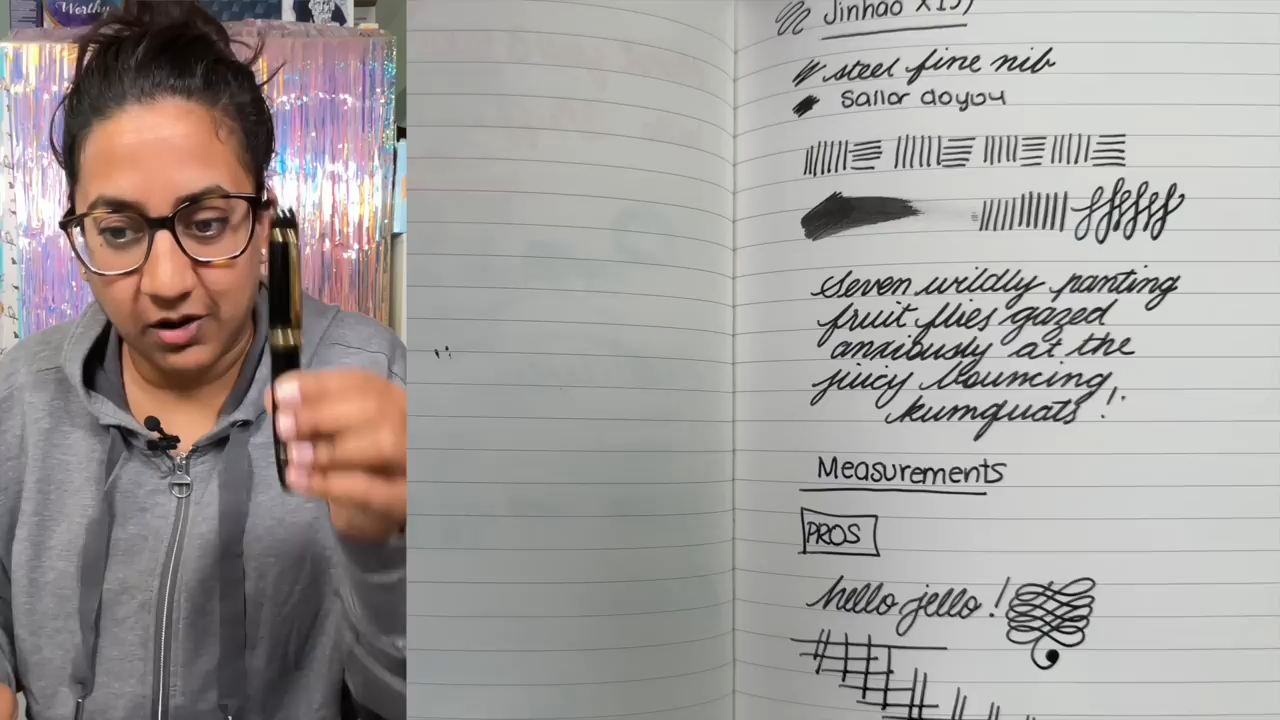 Worthy
Jinhao X159
steel fine nib
Sailor doyou
Seven wildly panting
fruit flies gazed
anxiously at the
juicy bouncing
kumquats!
Measurements
PROS
hello jello!